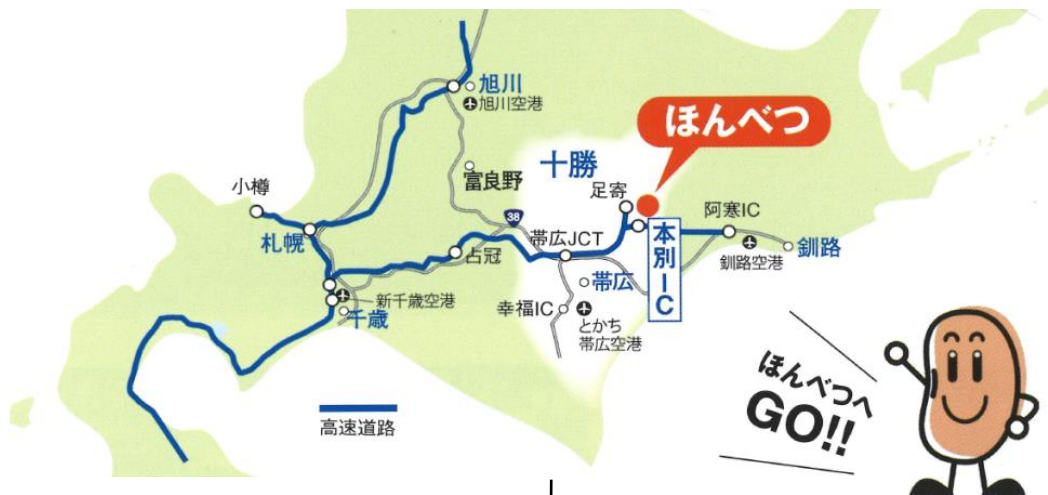 旭川
旭川空港
ほんべつ
十勝
富良野
足寄
小樽
38
阿寒IC
札幌
帯広JCT
本別IC
釧路
占冠
釧路空港
帯広
新千歳空港
幸福IC
千歳
とかち
帯広空港
ほんべつへ
GO!!
高速道路